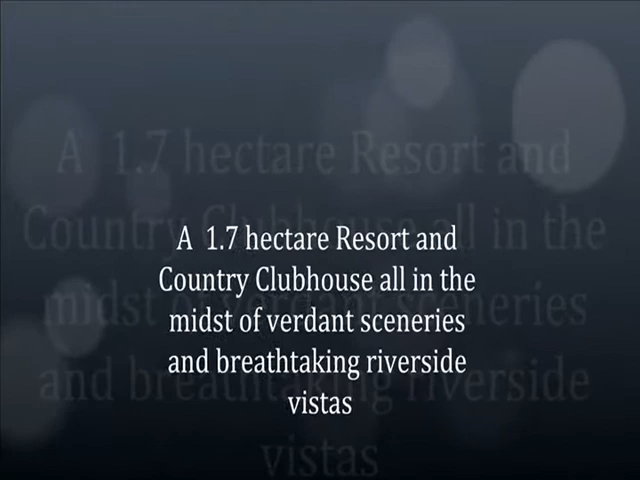 A 1.7 hectare Resort and
Country Clubhouse all in the
midst of verdant sceneries
and breathtaking riverside
vistas